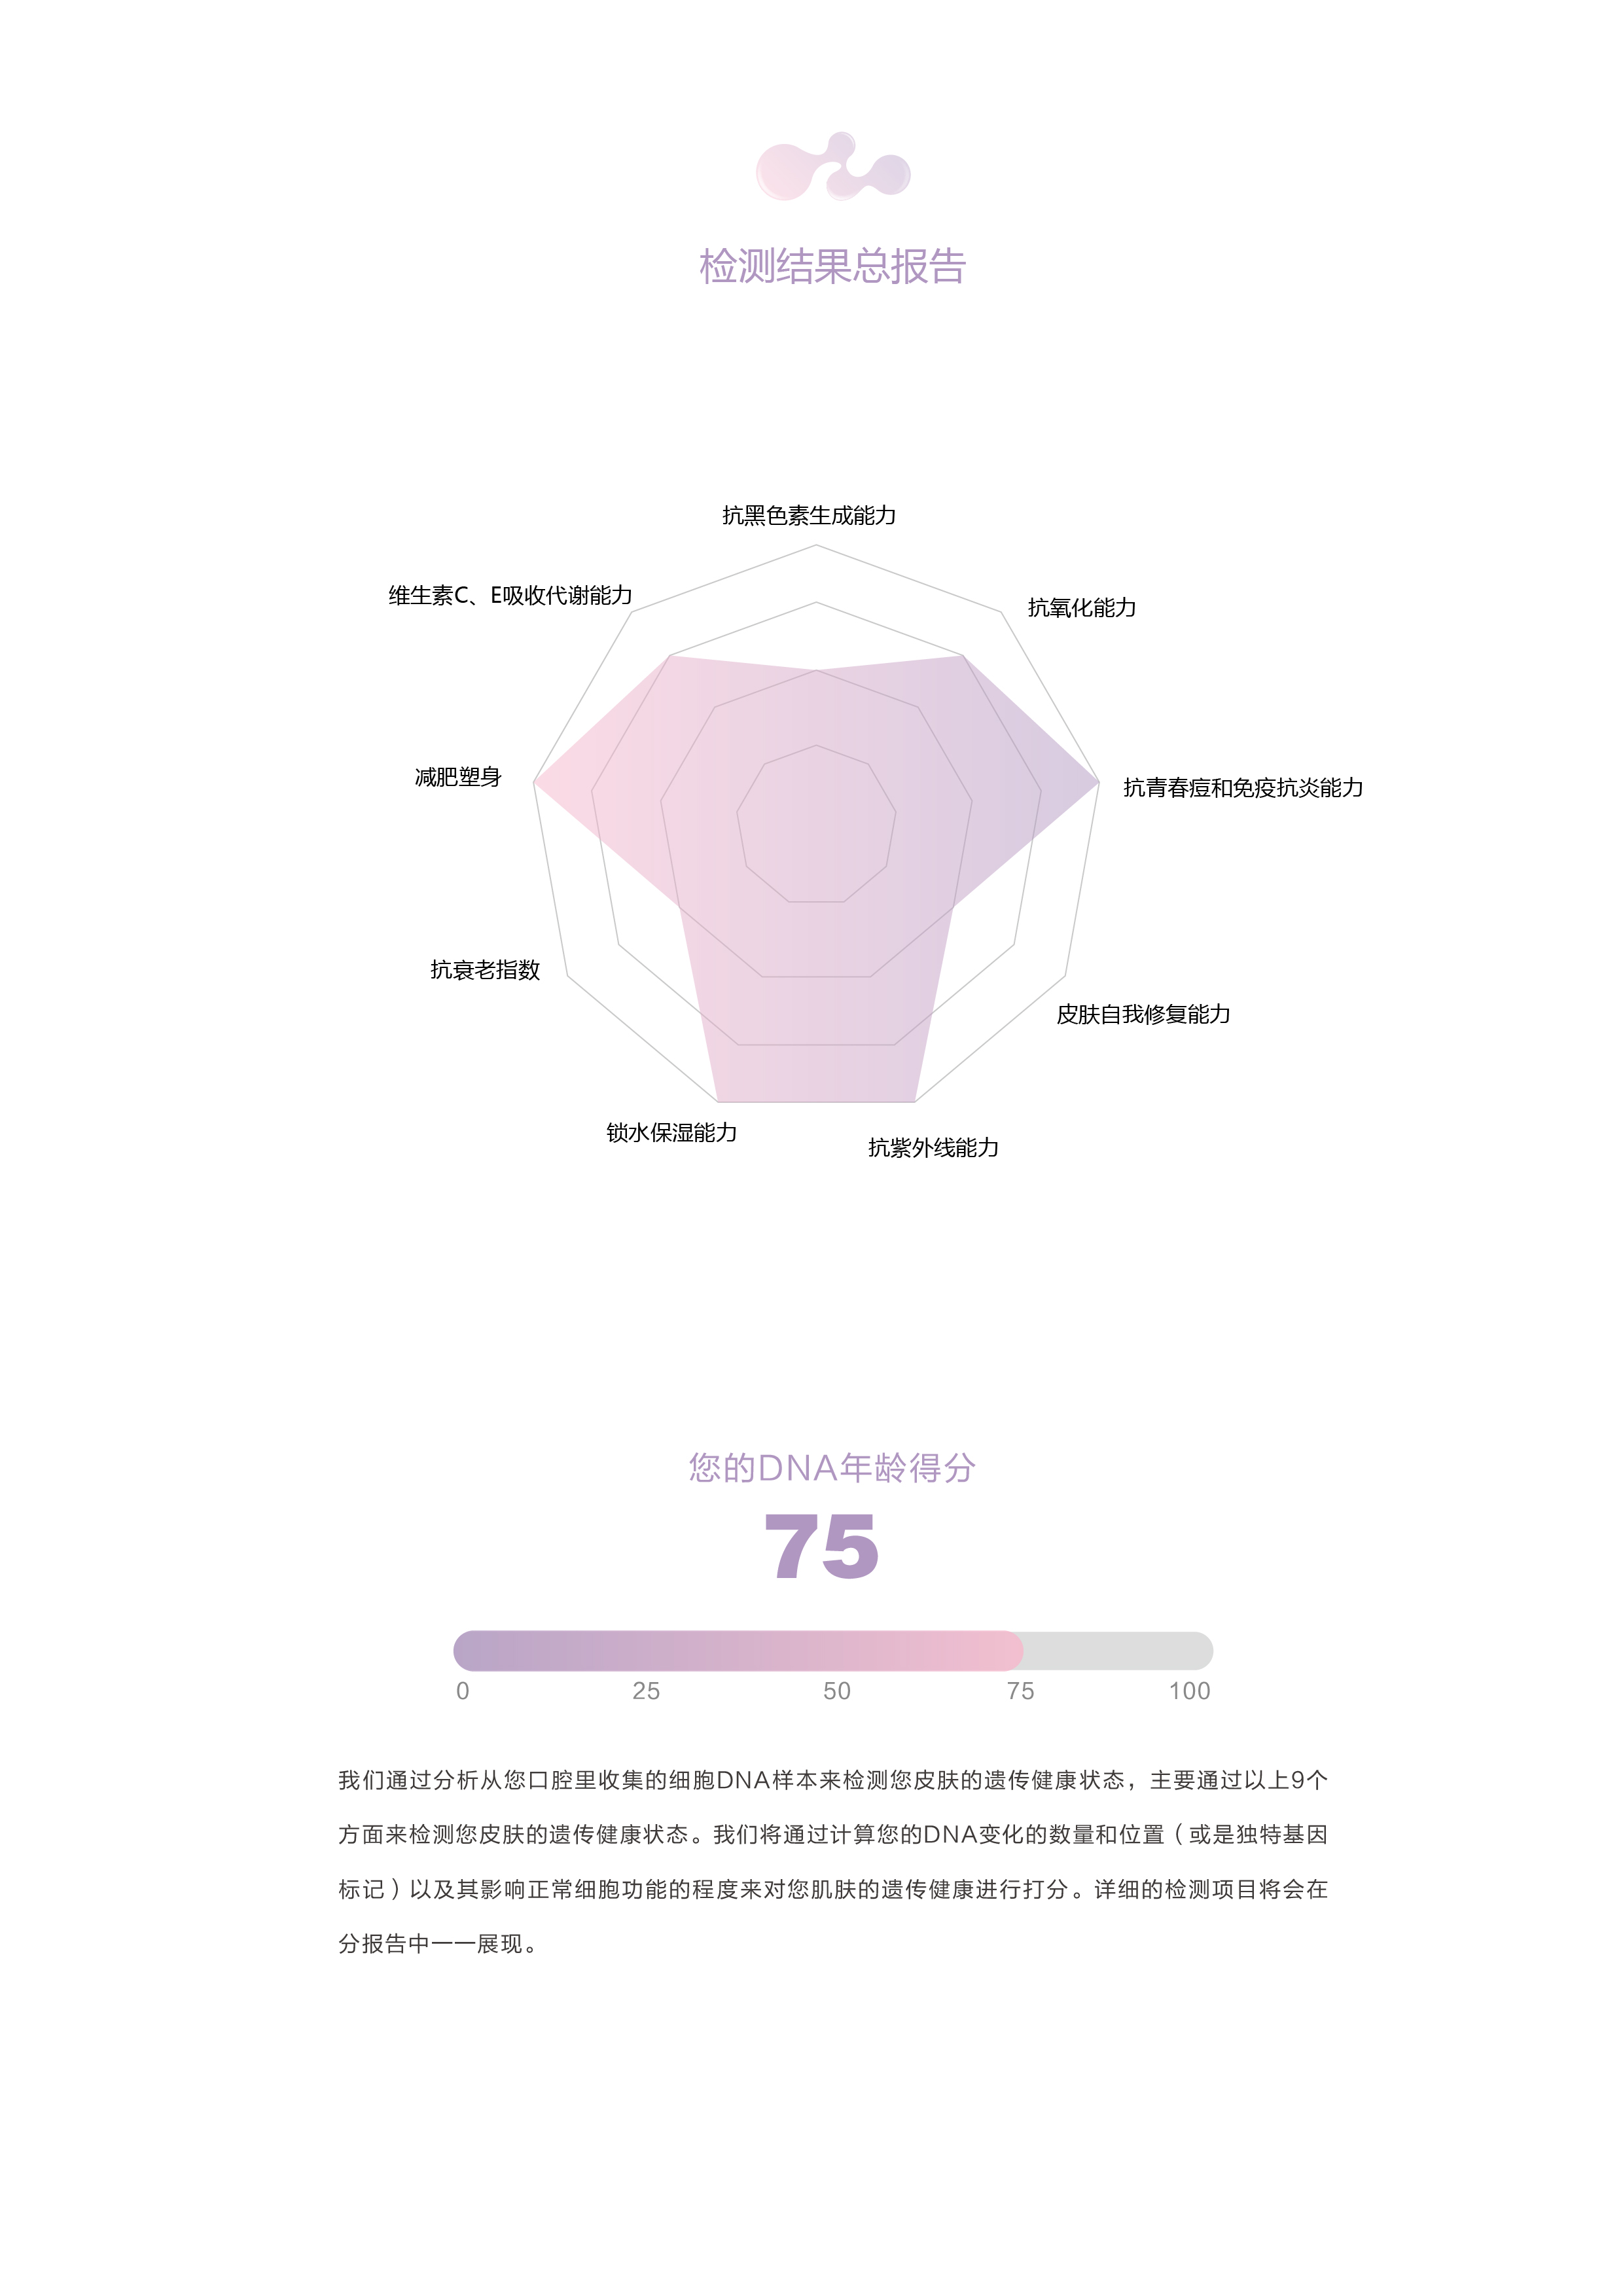 检测结果总报告
抗黑色素生成能力
维生素C、E吸收代谢能力
抗氧化能力
减肥塑身
抗青春痘和免疫抗炎能力
抗衰老指数
皮肤自我修复能力
锁水保湿能力
抗紫外线能力
您的DNA年龄得分
75
0 25 50 75 100
我们通过分析从您口腔里收集的细胞DNA样本来检测您皮肤的遗传健康状态，主要通过以上9个
方面来检测您皮肤的遗传健康状态。我们将通过计算您的DNA变化的数量和位置（或是独特基因
标记）以及其影响正常细胞功能的程度来对您肌肤的遗传健康进行打分。详细的检测项目将会在
分报告中一一展现。